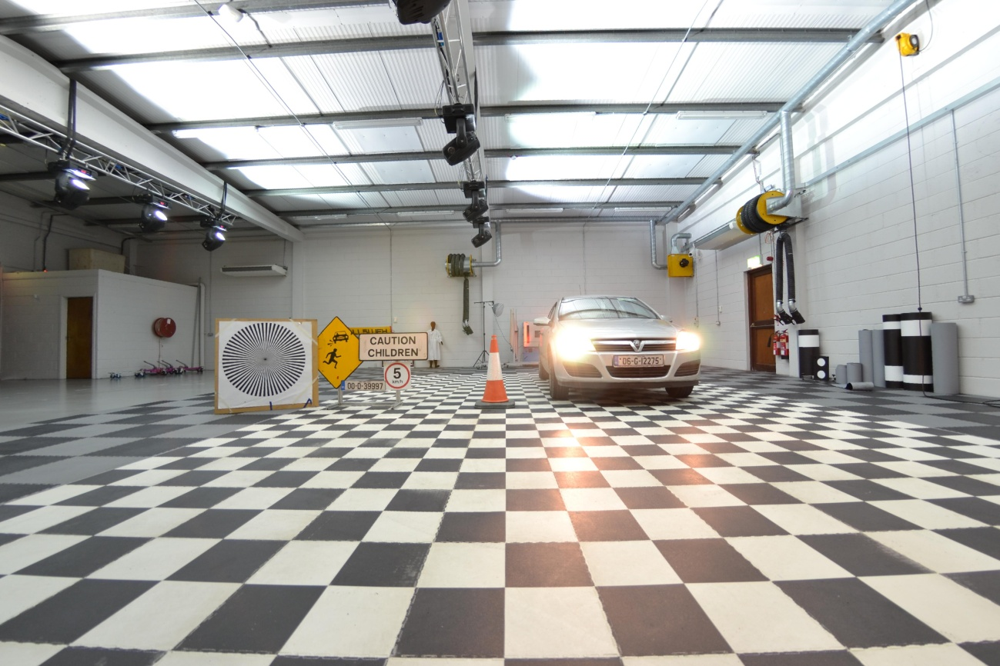 CAUTION
CHILDREN
5
km/h
00-D-39997
06-G-12275